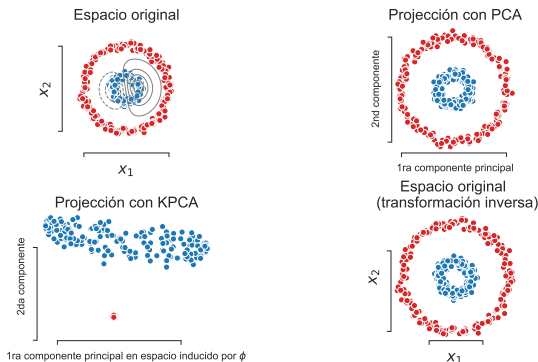 Espacio original
x₂
x₁
Projección con PCA
2nd componente
1ra componente principal
Projección con KPCA
2da componente
1ra componente principal en espacio inducido por ϕ
Espacio original
(transformación inversa)
x₂
x₁